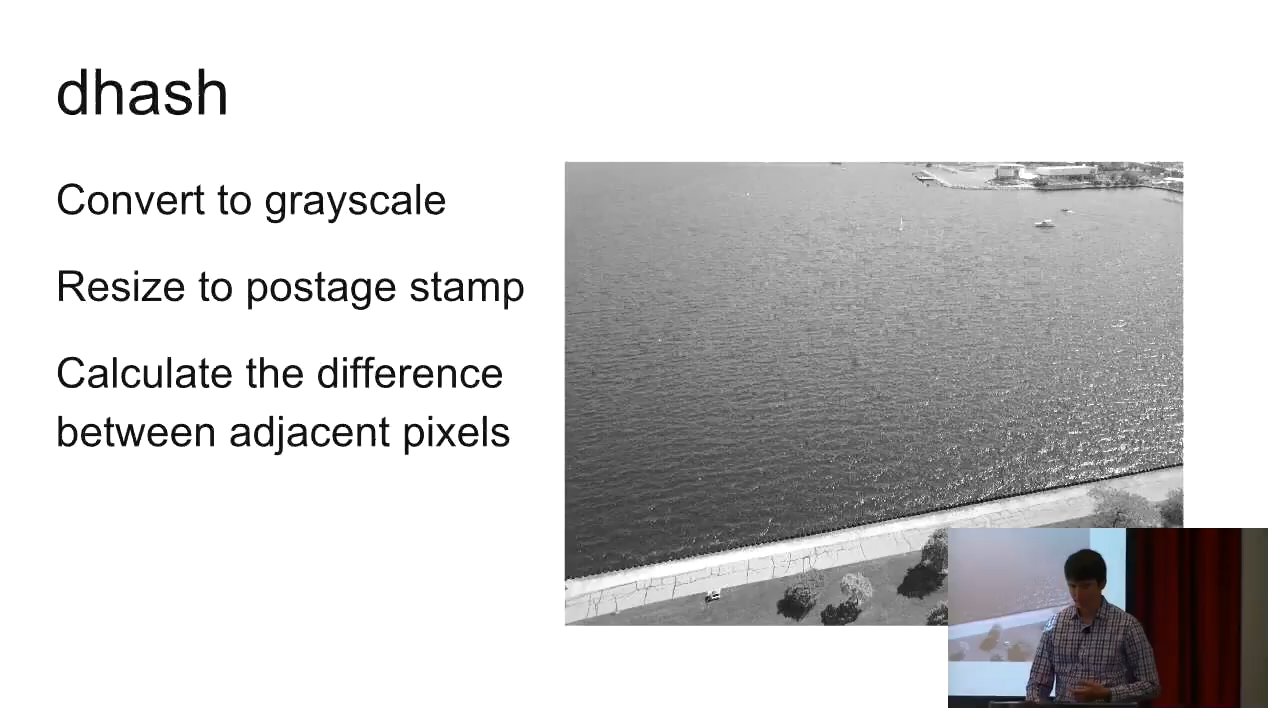 dhash
Convert to grayscale
Resize to postage stamp
Calculate the difference
between adjacent pixels